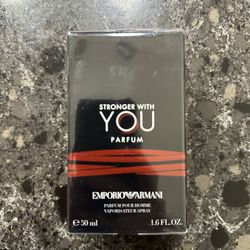 STRONGER WITH
YOU
PARFUM
EMPORIO ARMANI
PARFUM POUR HOMME
VAPORISATEUR SPRAY
e 50 ml 1.6 FL. OZ.